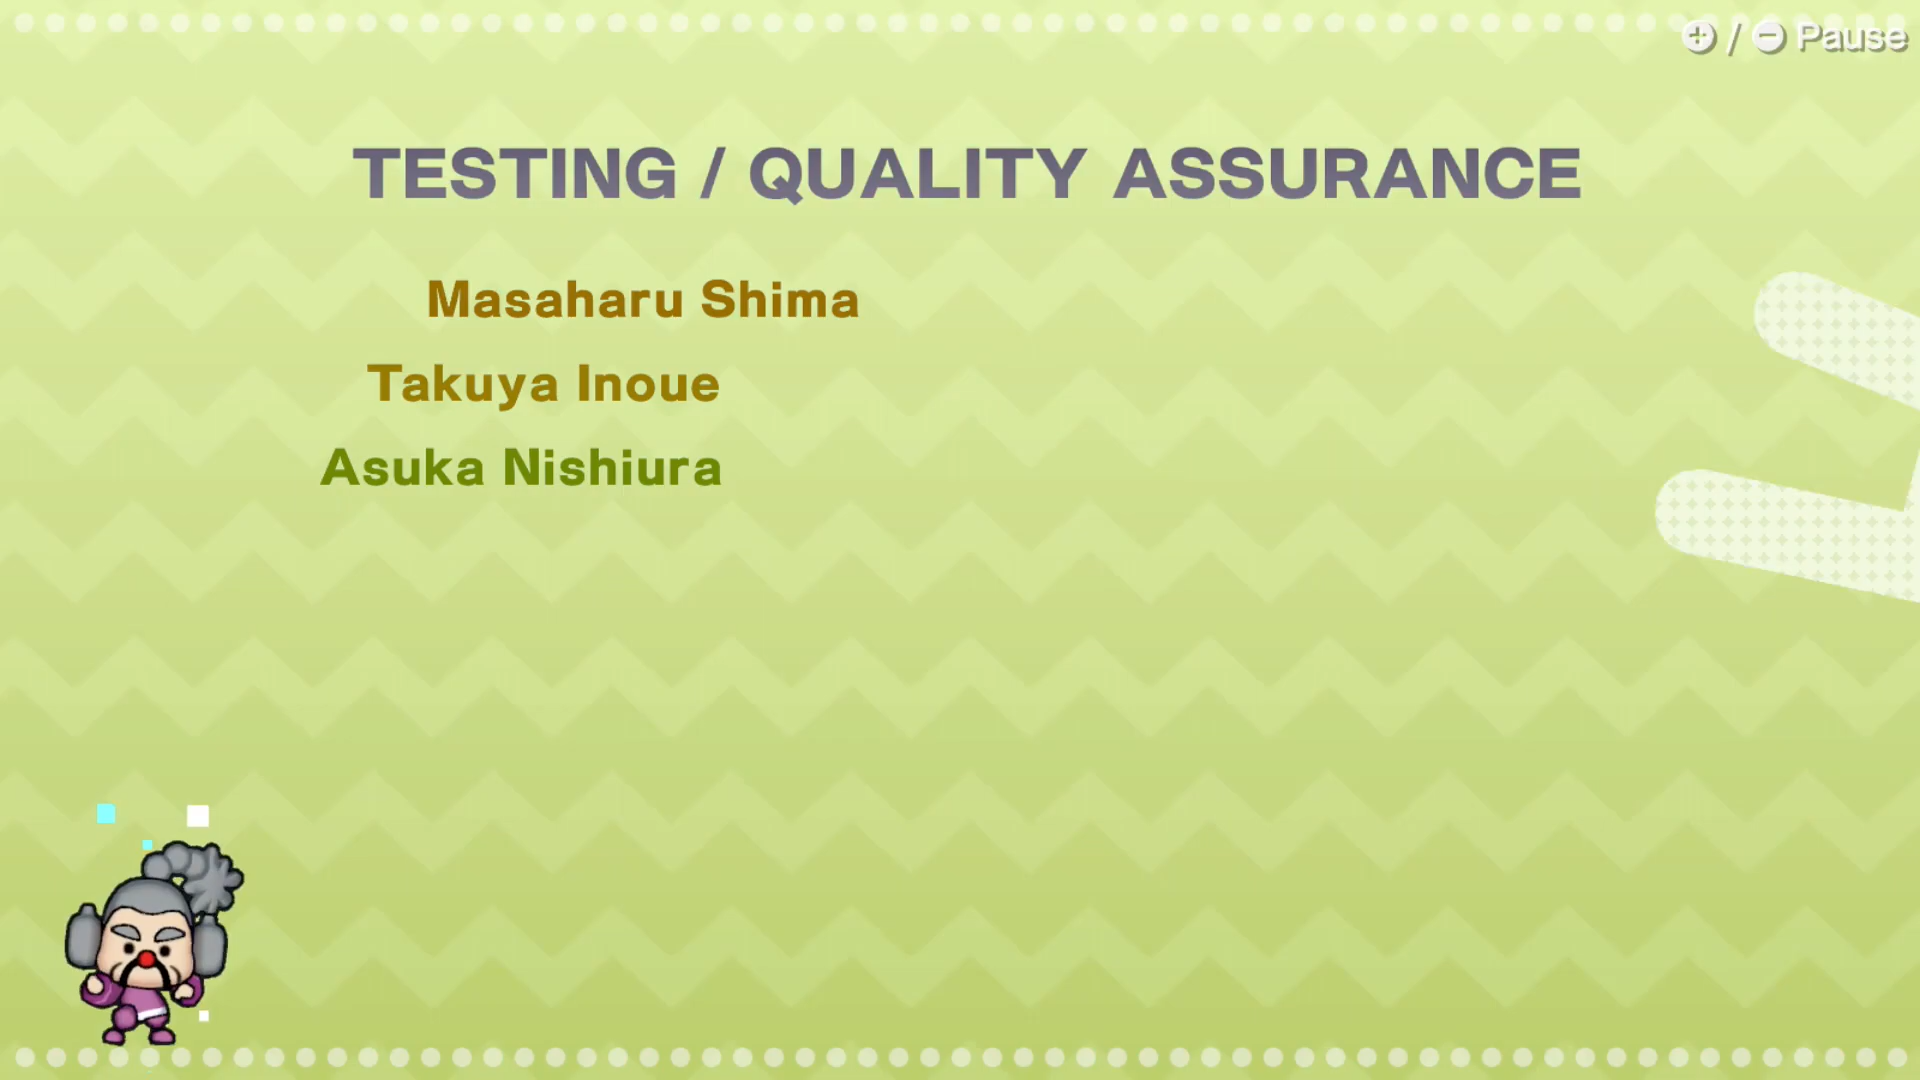 ⊕ / ⊖ Pause
TESTING / QUALITY ASSURANCE
Masaharu Shima
Takuya Inoue
Asuka Nishiura